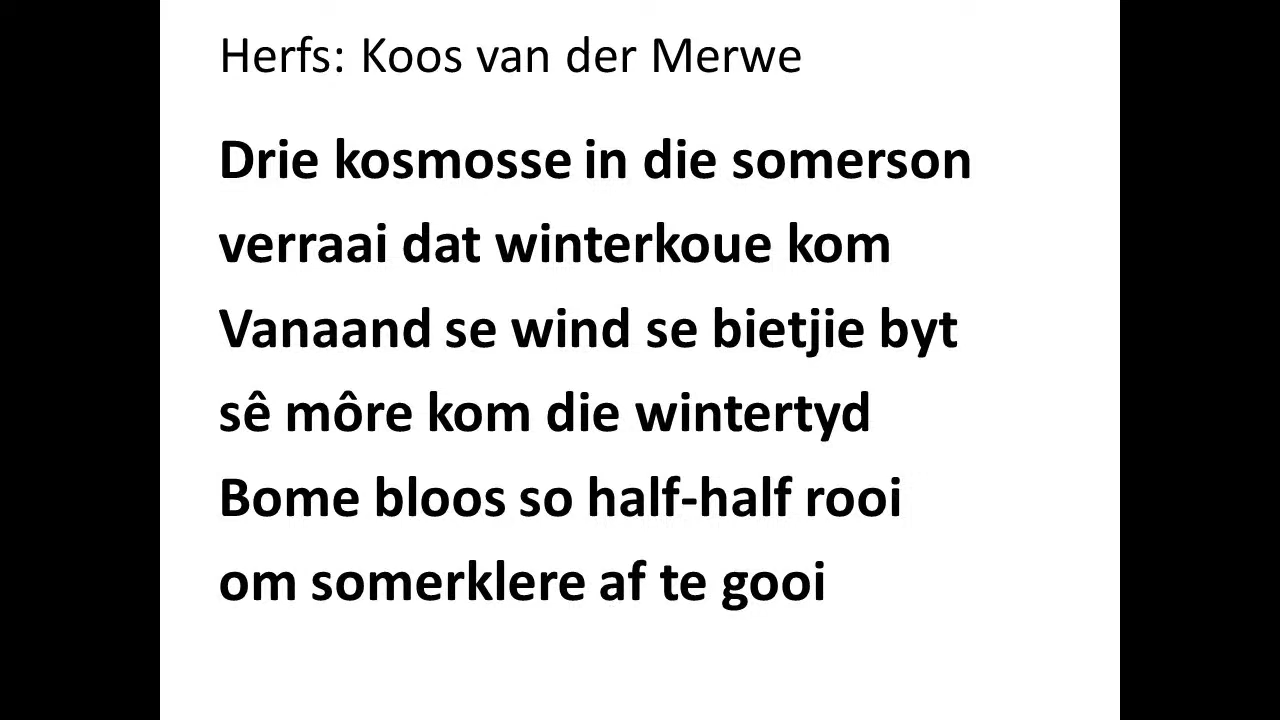 Herfs: Koos van der Merwe
Drie kosmosse in die somerson
verraai dat winterkoue kom
Vanaand se wind se bietjie byt
sê môre kom die wintertyd
Bome bloos so half-half rooi
om somerklere af te gooi